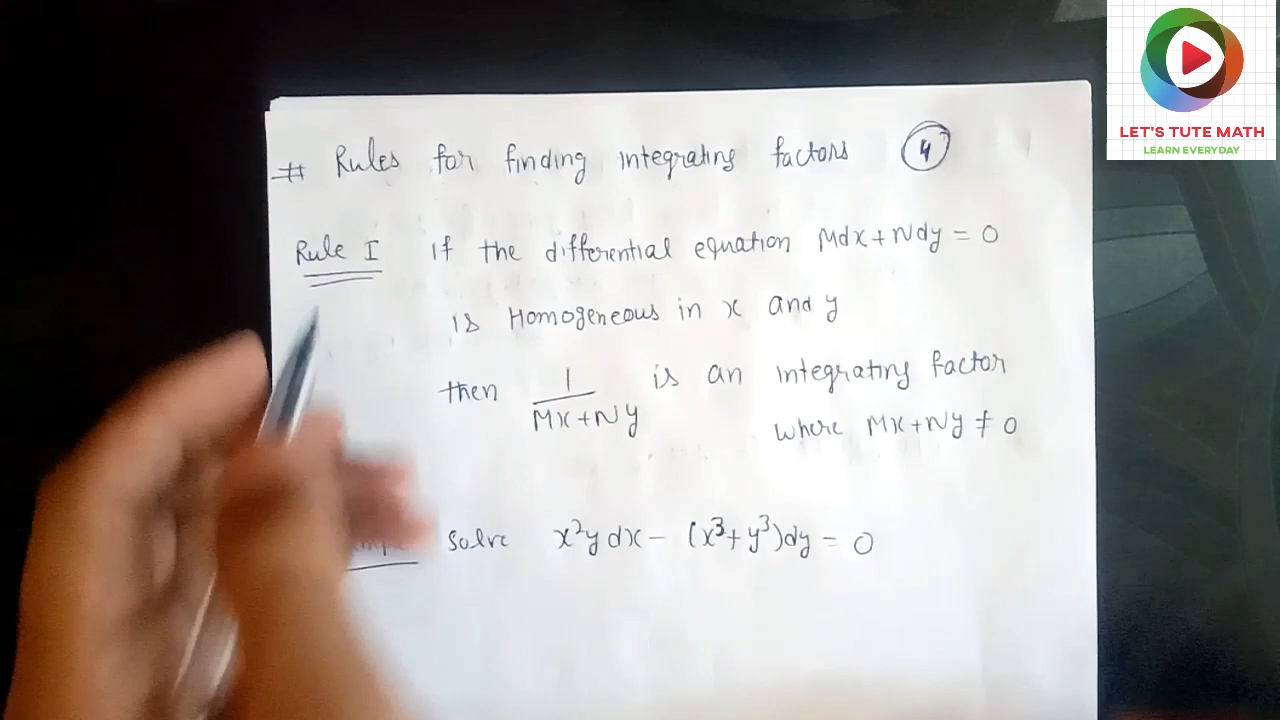 # Rules for finding integrating factors 4
Rule I If the differential equation Mdx+Ndy = 0
is Homogeneous in x and y
then 1/(Mx+Ny) is an integrating factor
where Mx+Ny ≠ 0
solve x²y dx - (x³+y³)dy = 0
LET'S TUTE MATH
LEARN EVERYDAY